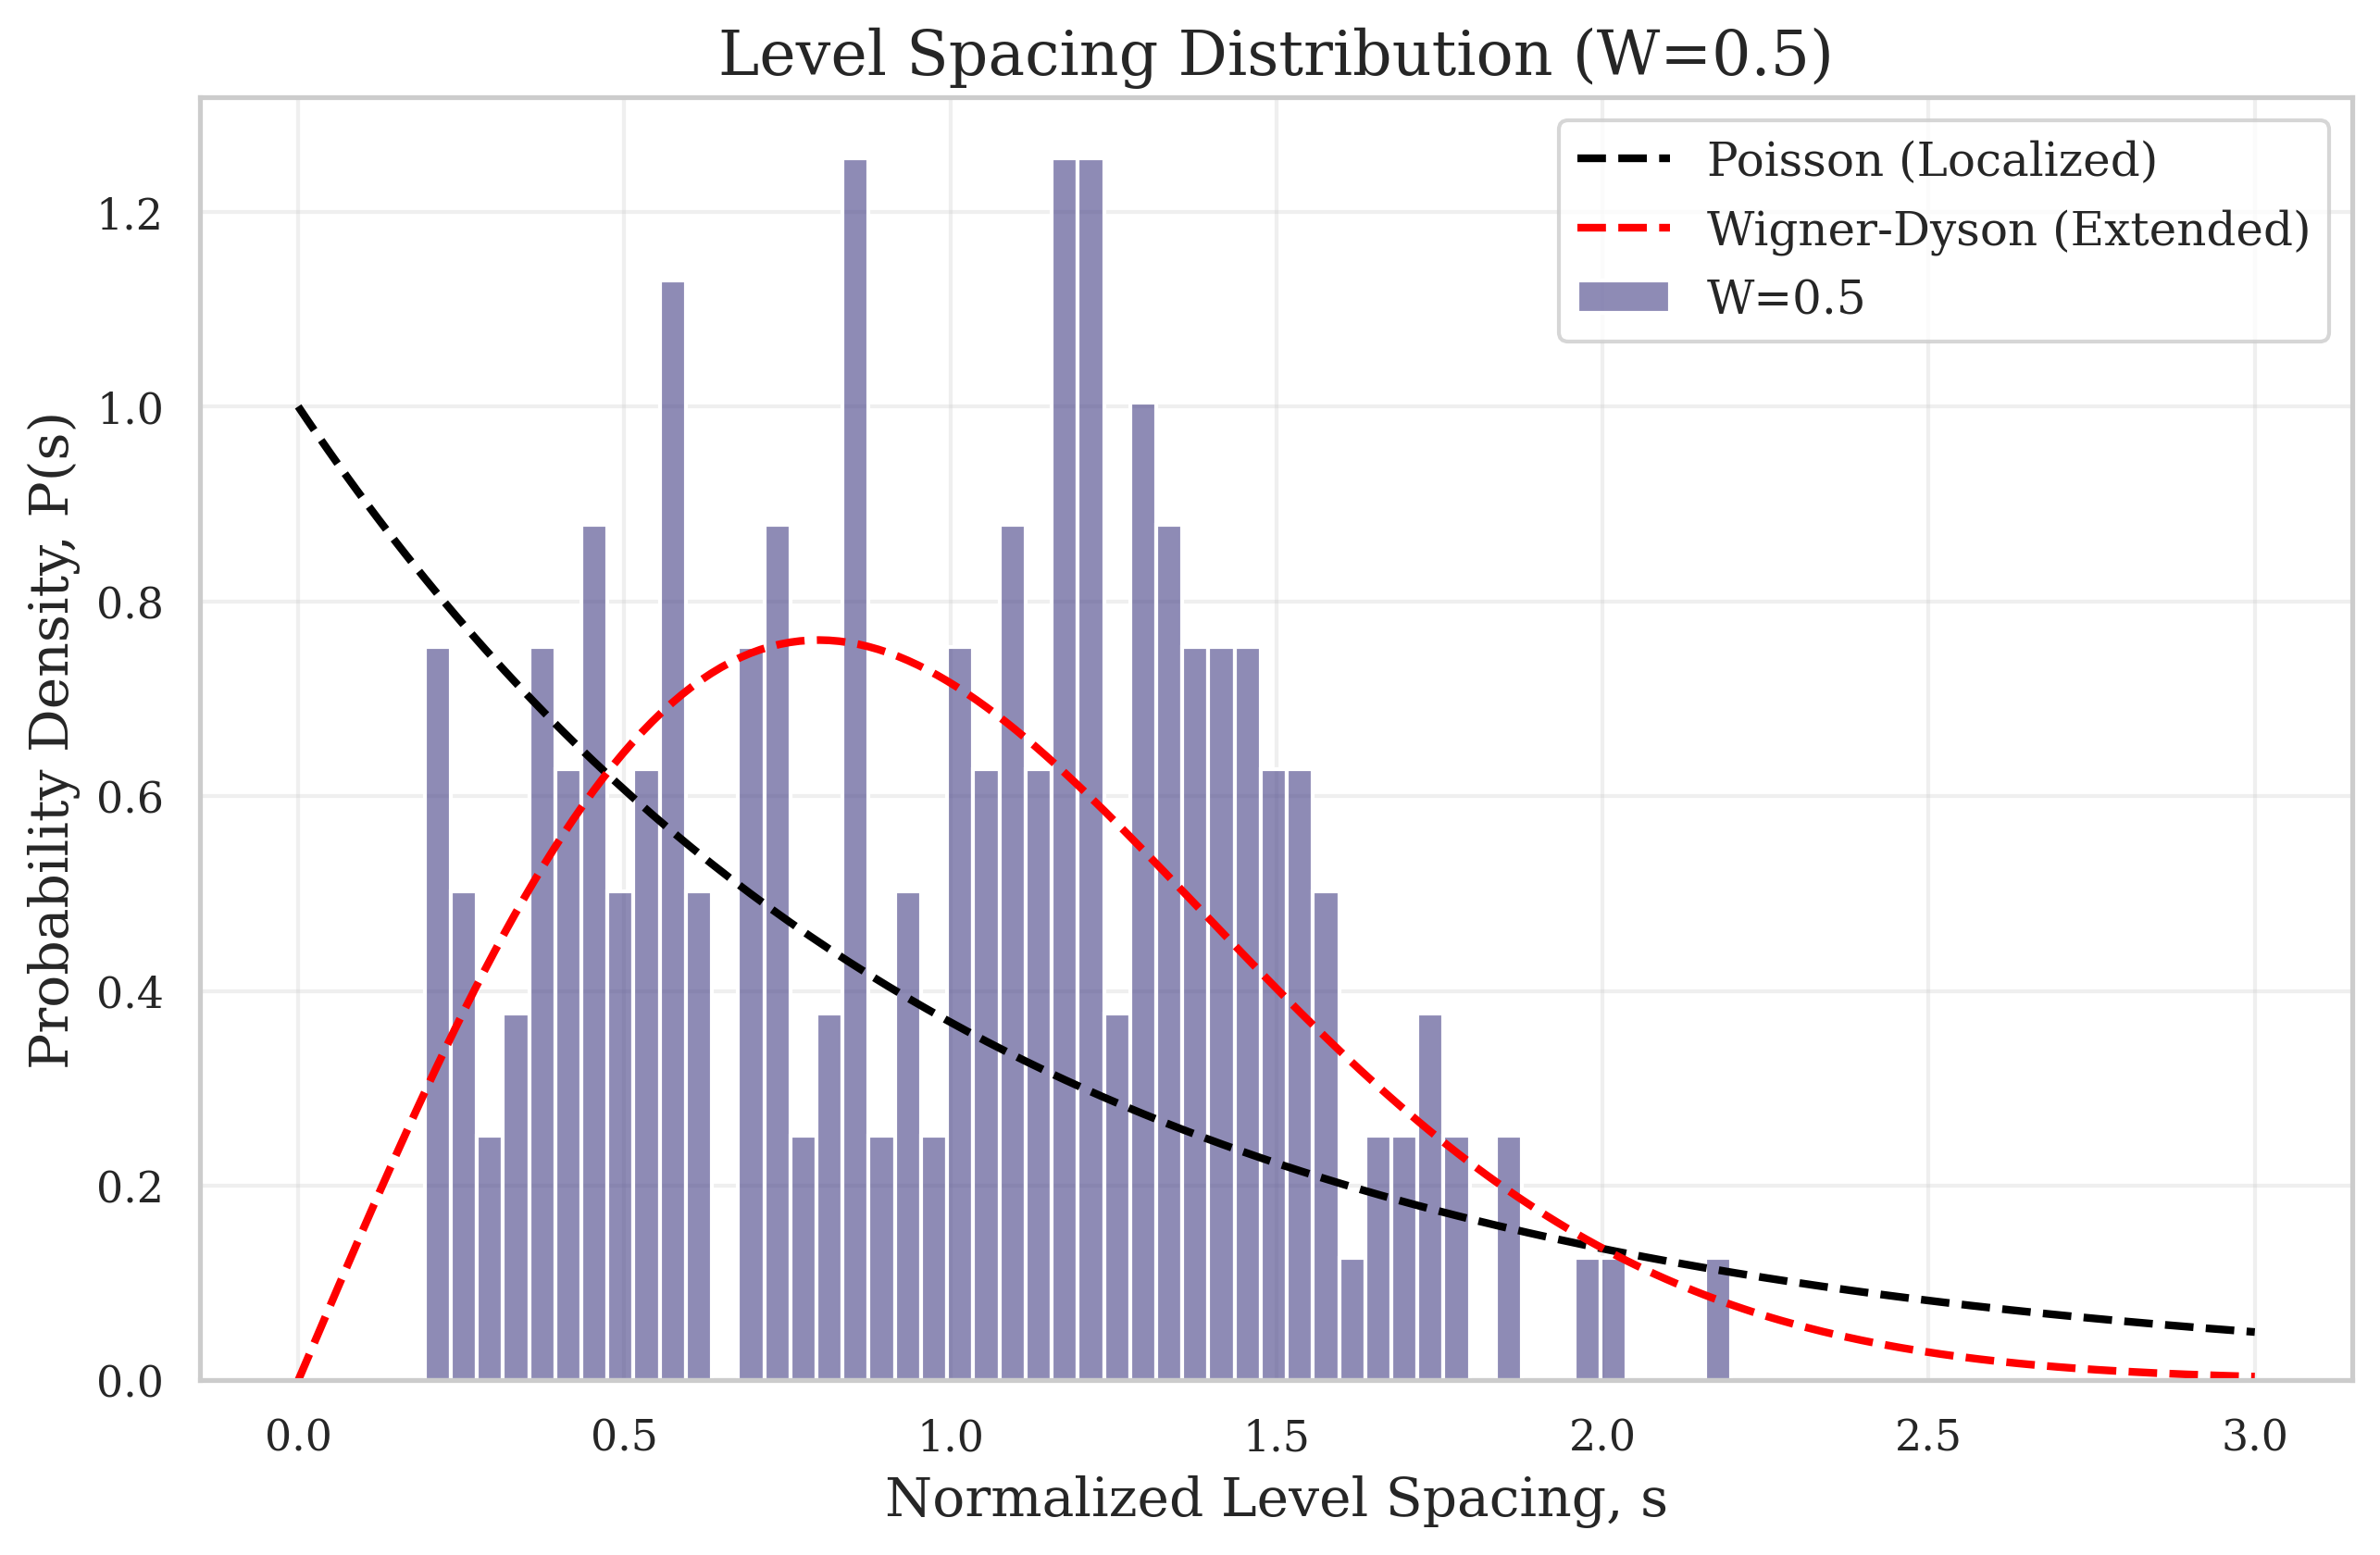 Level Spacing Distribution (W=0.5)
Poisson (Localized)
Wigner-Dyson (Extended)
W=0.5
Probability Density, P(s)
1.2
1.0
0.8
0.6
0.4
0.2
0.0
0.0 0.5 1.0 1.5 2.0 2.5 3.0
Normalized Level Spacing, s